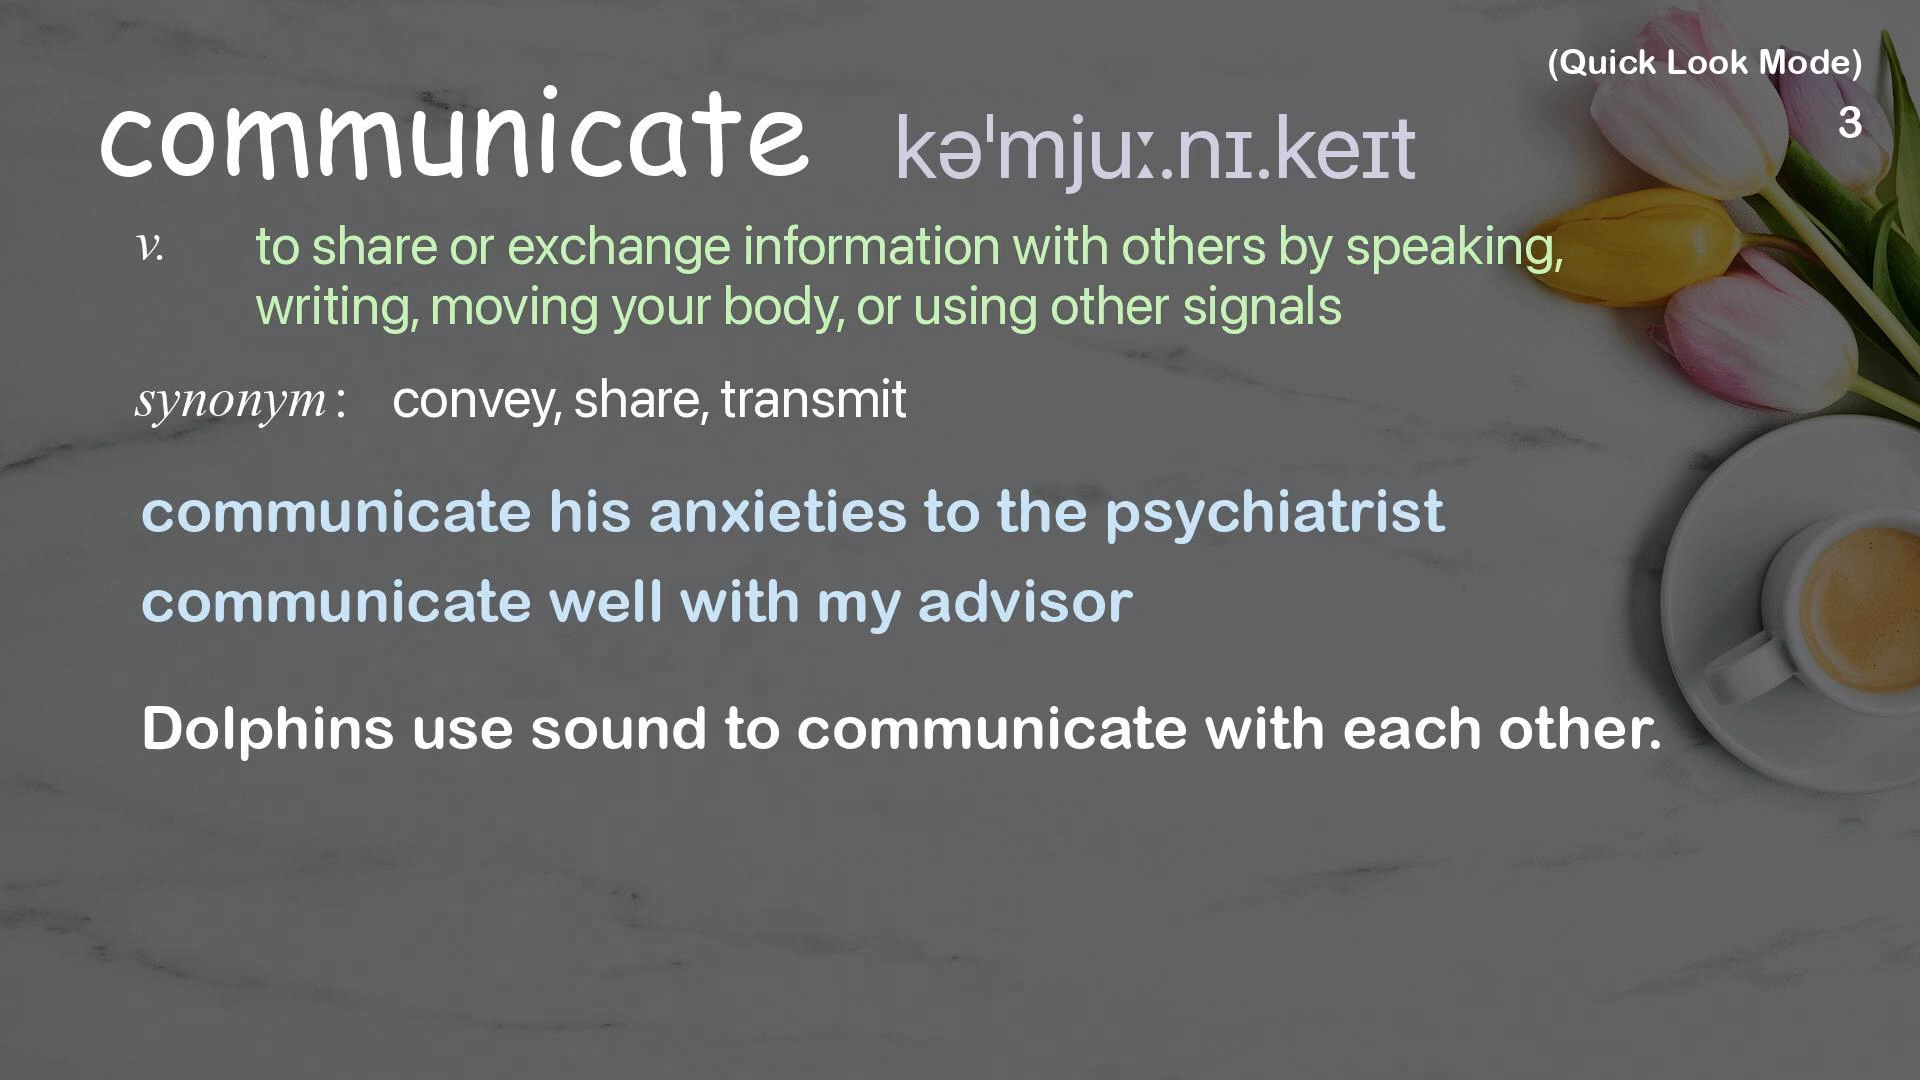 (Quick Look Mode)
3
communicate kəˈmjuː.nɪ.keɪt
v. to share or exchange information with others by speaking,
writing, moving your body, or using other signals
synonym : convey, share, transmit
communicate his anxieties to the psychiatrist
communicate well with my advisor
Dolphins use sound to communicate with each other.